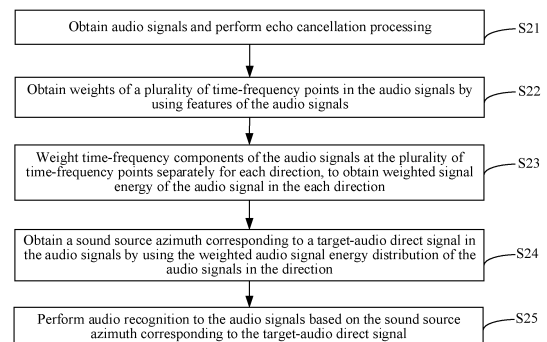 Obtain audio signals and perform echo cancellation processing
S21
Obtain weights of a plurality of time-frequency points in the audio signals by
using features of the audio signals
S22
Weight time-frequency components of the audio signals at the plurality of
time-frequency points separately for each direction, to obtain weighted signal
energy of the audio signal in the each direction
S23
Obtain a sound source azimuth corresponding to a target-audio direct signal in
the audio signals by using the weighted audio signal energy distribution of the
audio signals in the direction
S24
Perform audio recognition to the audio signals based on the sound source
azimuth corresponding to the target-audio direct signal
S25